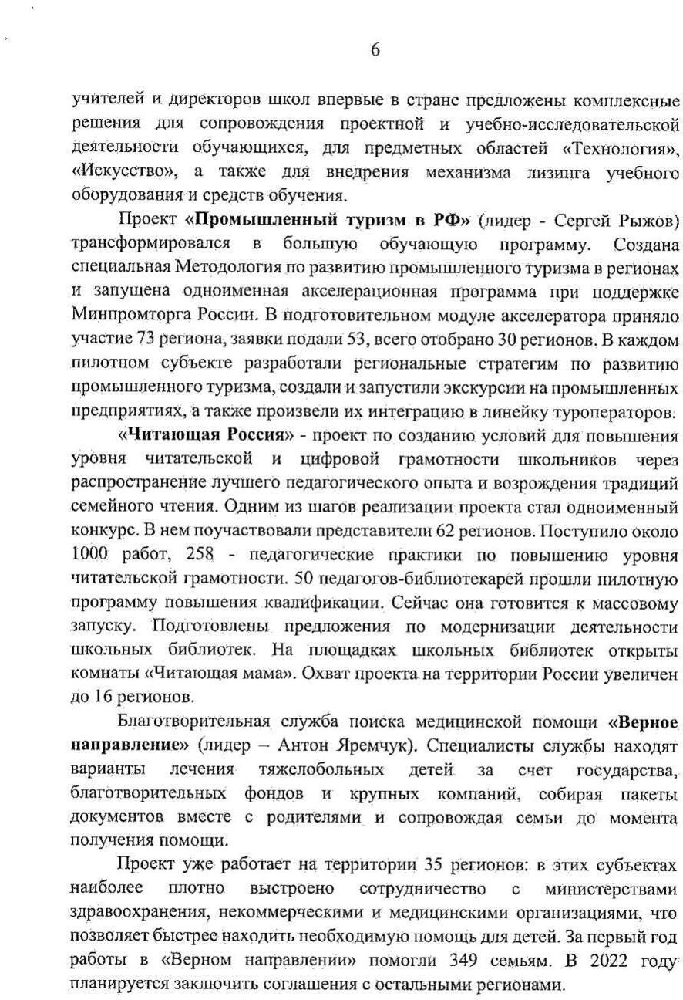 6
учителей и директоров школ впервые в стране предложены комплексные
решения для сопровождения проектной и учебно-исследовательской
деятельности обучающихся, для предметных областей «Технология»,
«Искусство», а также для внедрения механизма лизинга учебного
оборудования и средств обучения.
Проект «Промышленный туризм в РФ» (лидер - Сергей Рыжов)
трансформировался в большую обучающую программу. Создана
специальная Методология по развитию промышленного туризма в регионах
и запущена одноименная акселерационная программа при поддержке
Минпромторга России. В подготовительном модуле акселератора приняло
участие 73 региона, заявки подали 53, всего отобрано 30 регионов. В каждом
пилотном субъекте разработали региональные стратегим по развитию
промышленного туризма, создали и запустили экскурсии на промышленных
предприятиях, а также произвели их интеграцию в линейку туроператоров.
«Читающая Россия» - проект по созданию условий для повышения
уровня читательской и цифровой грамотности школьников через
распространение лучшего педагогического опыта и возрождения традиций
семейного чтения. Одним из шагов реализации проекта стал одноименный
конкурс. В нем поучаствовали представители 62 регионов. Поступило около
1000 работ, 258 - педагогические практики по повышению уровня
читательской грамотности. 50 педагогов-библиотекарей прошли пилотную
программу повышения квалификации. Сейчас она готовится к массовому
запуску. Подготовлены предложения по модернизации деятельности
школьных библиотек. На площадках школьных библиотек открыты
комнаты «Читающая мама». Охват проекта на территории России увеличен
до 16 регионов.
Благотворительная служба поиска медицинской помощи «Верное
направление» (лидер – Антон Яремчук). Специалисты службы находят
варианты лечения тяжелобольных детей за счет государства,
благотворительных фондов и крупных компаний, собирая пакеты
документов вместе с родителями и сопровождая семьи до момента
получения помощи.
Проект уже работает на территории 35 регионов: в этих субъектах
наиболее плотно выстроено сотрудничество с министерствами
здравоохранения, некоммерческими и медицинскими организациями, что
позволяет быстрее находить необходимую помощь для детей. За первый год
работы в «Верном направлении» помогли 349 семьям. В 2022 году
планируется заключить соглашения с остальными регионами.